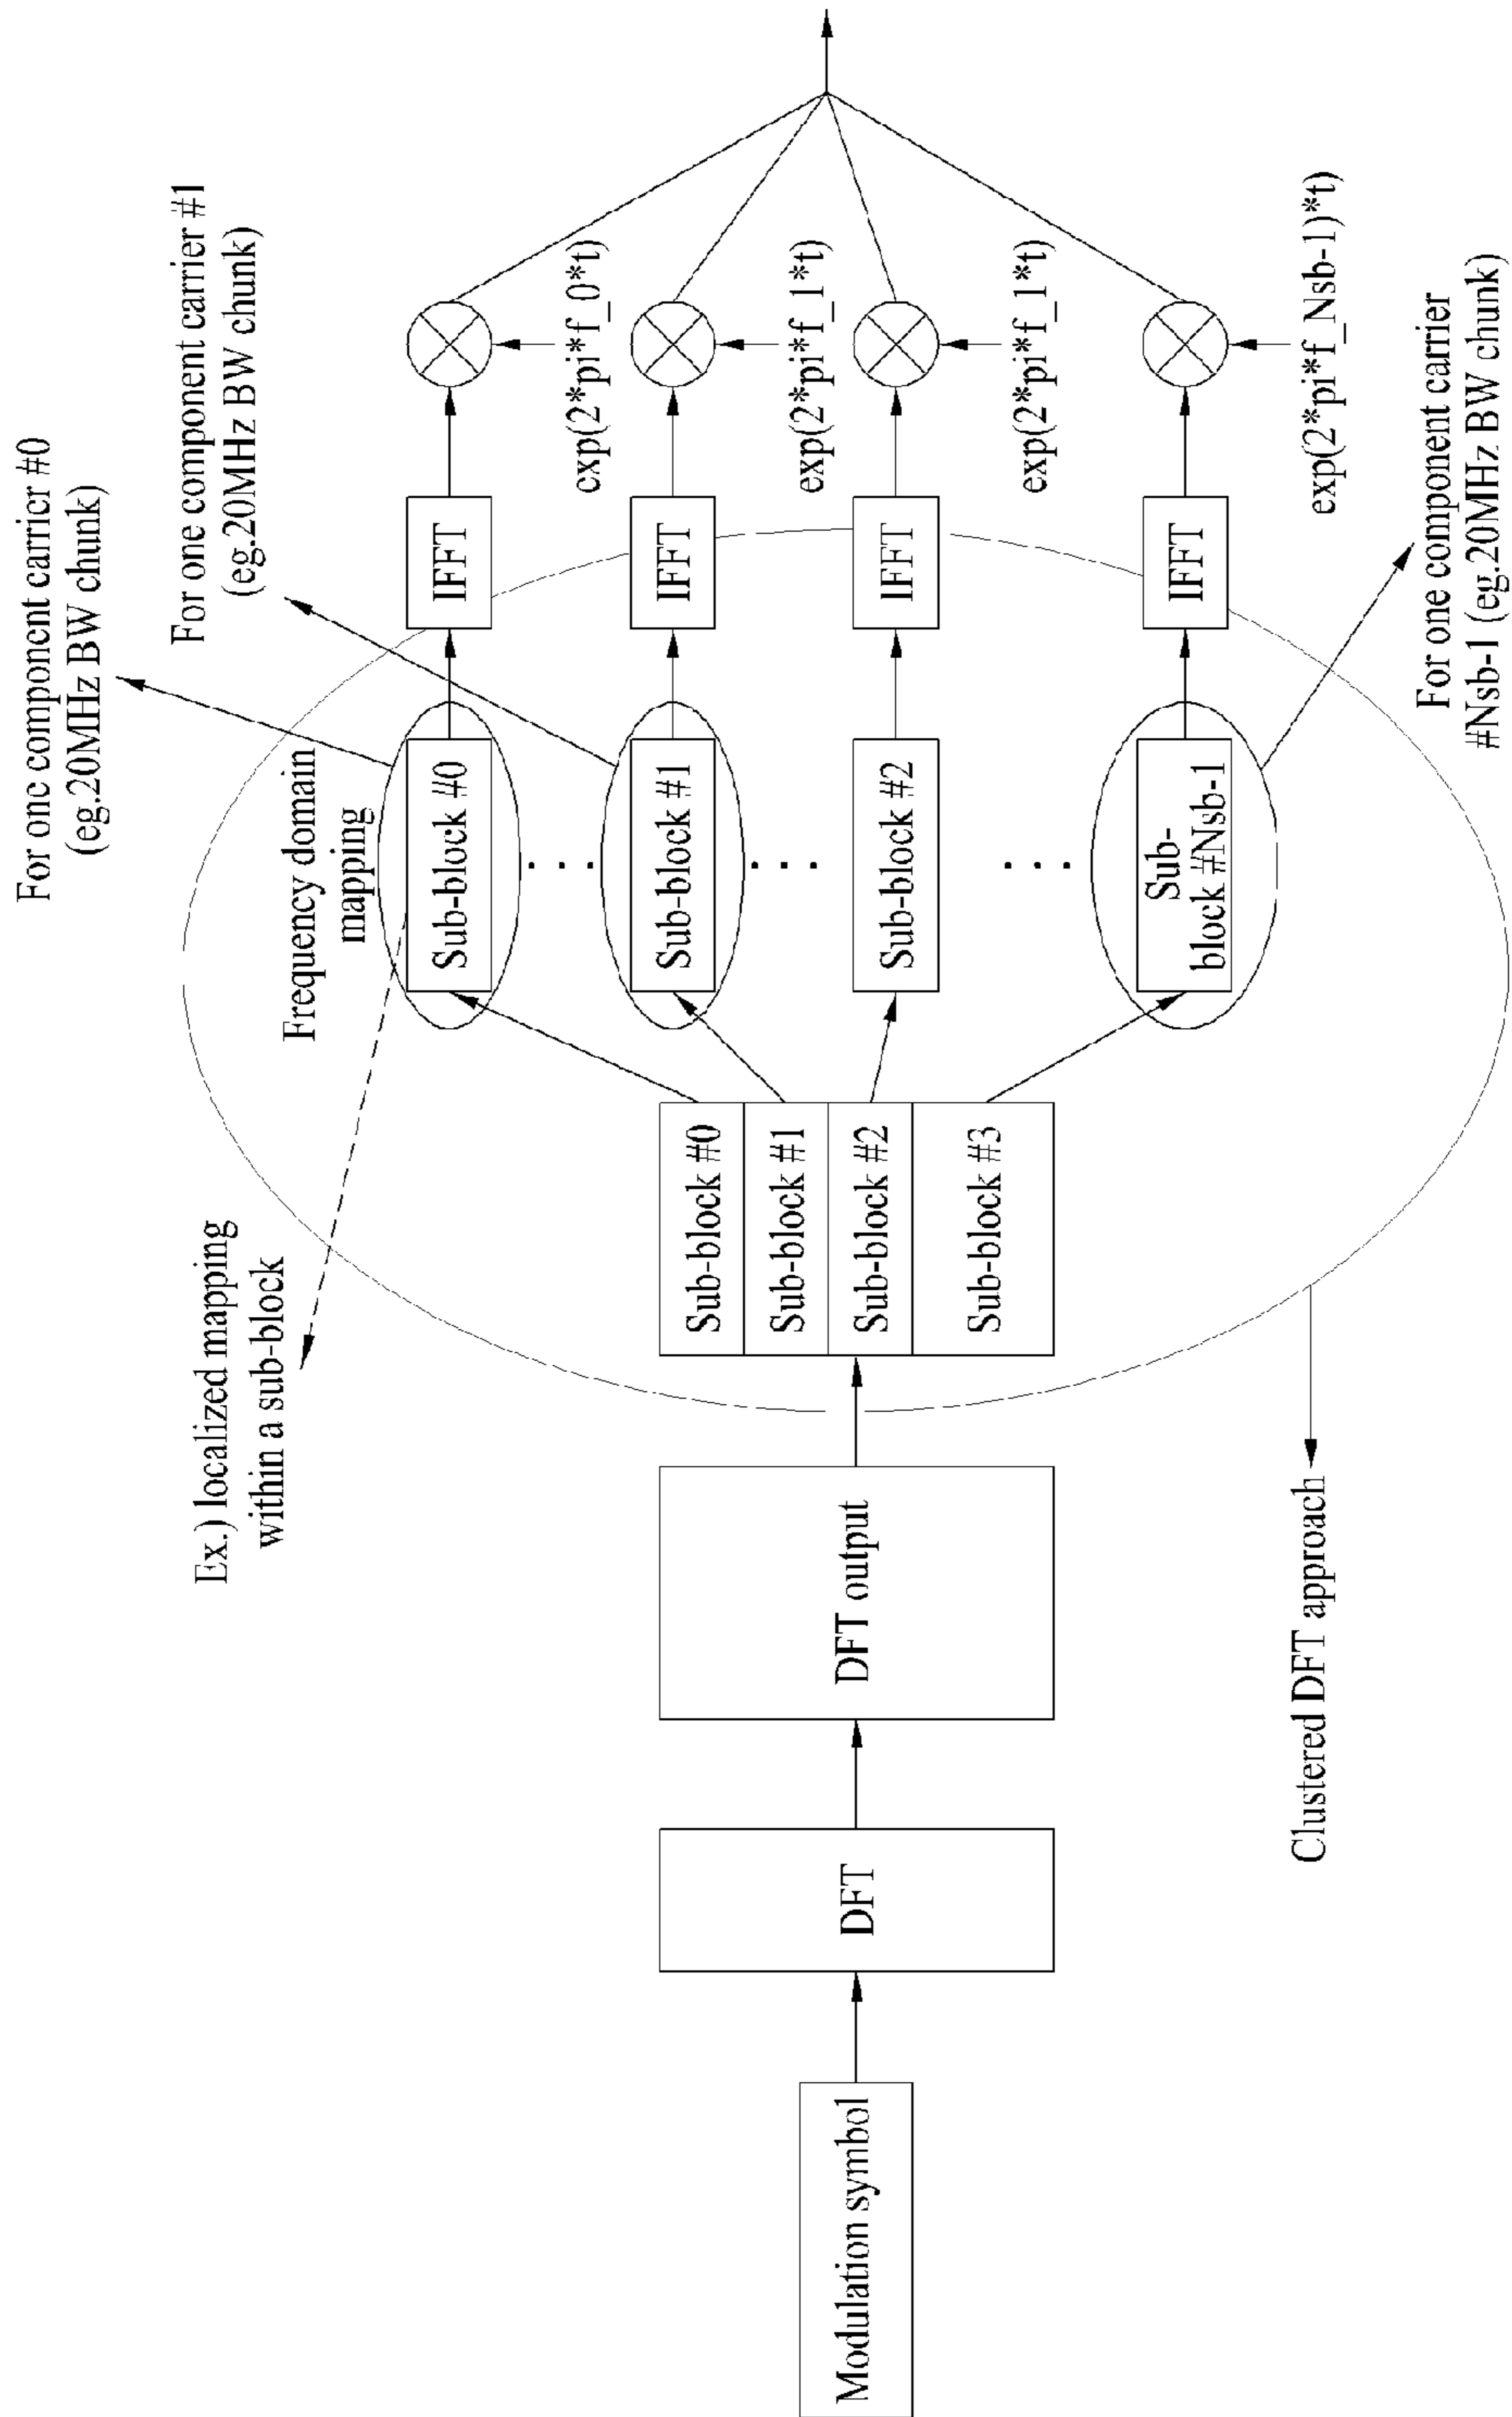 For one component carrier #0
(eg.20MHz BW chunk)
For one component carrier #1
(eg.20MHz BW chunk)
Ex.) localized mapping
within a sub-block
Frequency domain
mapping
Modulation symbol
DFT
DFT output
Sub-block #0
Sub-block #1
Sub-block #2
Sub-block #3
Sub-block #0
IFFT
exp(2*pi*f_0*t)
. . .
Sub-block #1
IFFT
exp(2*pi*f_1*t)
. . .
Sub-block #2
IFFT
exp(2*pi*f_1*t)
. . .
Sub-
block #Nsb-1
IFFT
exp(2*pi*f_Nsb-1)*t)
Clustered DFT approach
For one component carrier
#Nsb-1 (eg.20MHz BW chunk)